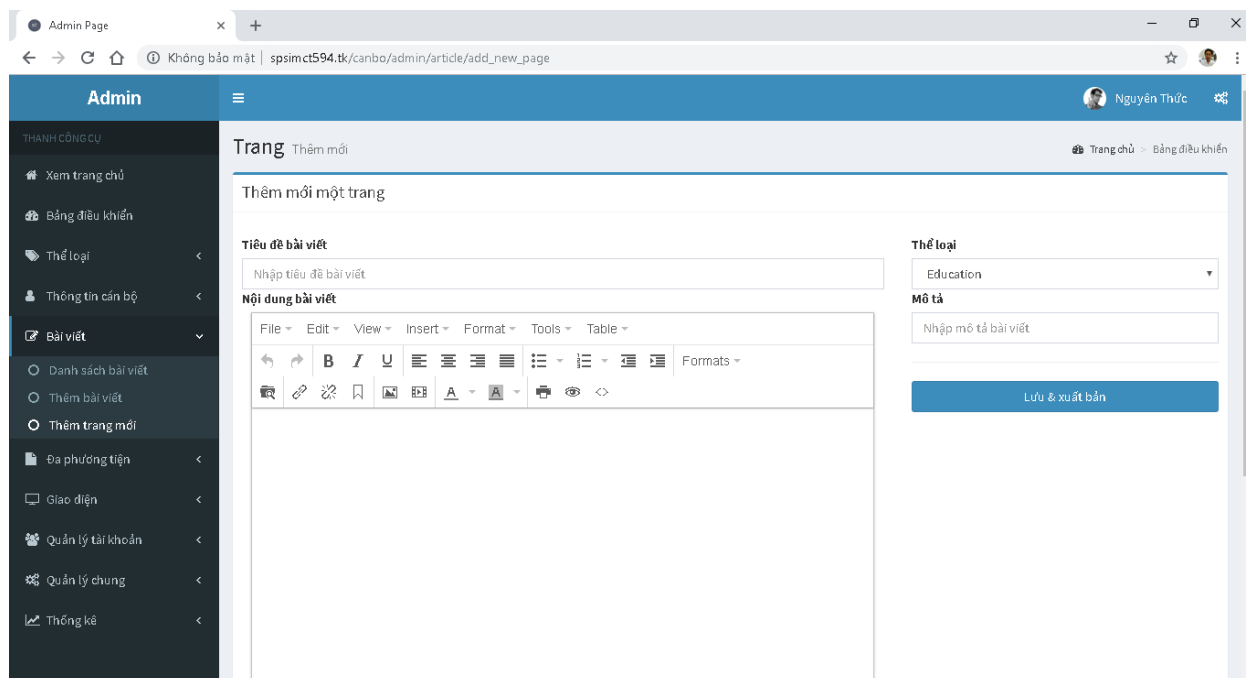 Admin Page
Không bảo mật | spsimct594.tk/canbo/admin/article/add_new_page
Admin
Nguyên Thức
THANH CÔNG CỤ
Trang Thêm mới
Trang chủ > Bảng điều khiển
Xem trang chủ
Bảng điều khiển
Thể loại
Thông tin cán bộ
Bài viết
Danh sách bài viết
Thêm bài viết
Thêm trang mới
Đa phương tiện
Giao diện
Quản lý tài khoản
Quản lý chung
Thống kê
Thêm mới một trang
Tiêu đề bài viết
Nhập tiêu đề bài viết
Nội dung bài viết
File Edit View Insert Format Tools Table
B I U Formats
A A
Thể loại
Education
Mô tả
Nhập mô tả bài viết
Lưu & xuất bản